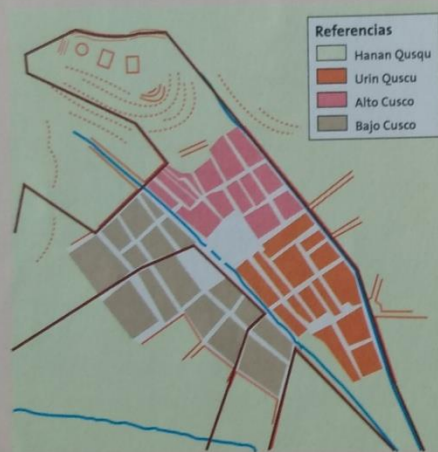 Referencias
Hanan Qusqu
Urin Quscu
Alto Cusco
Bajo Cusco